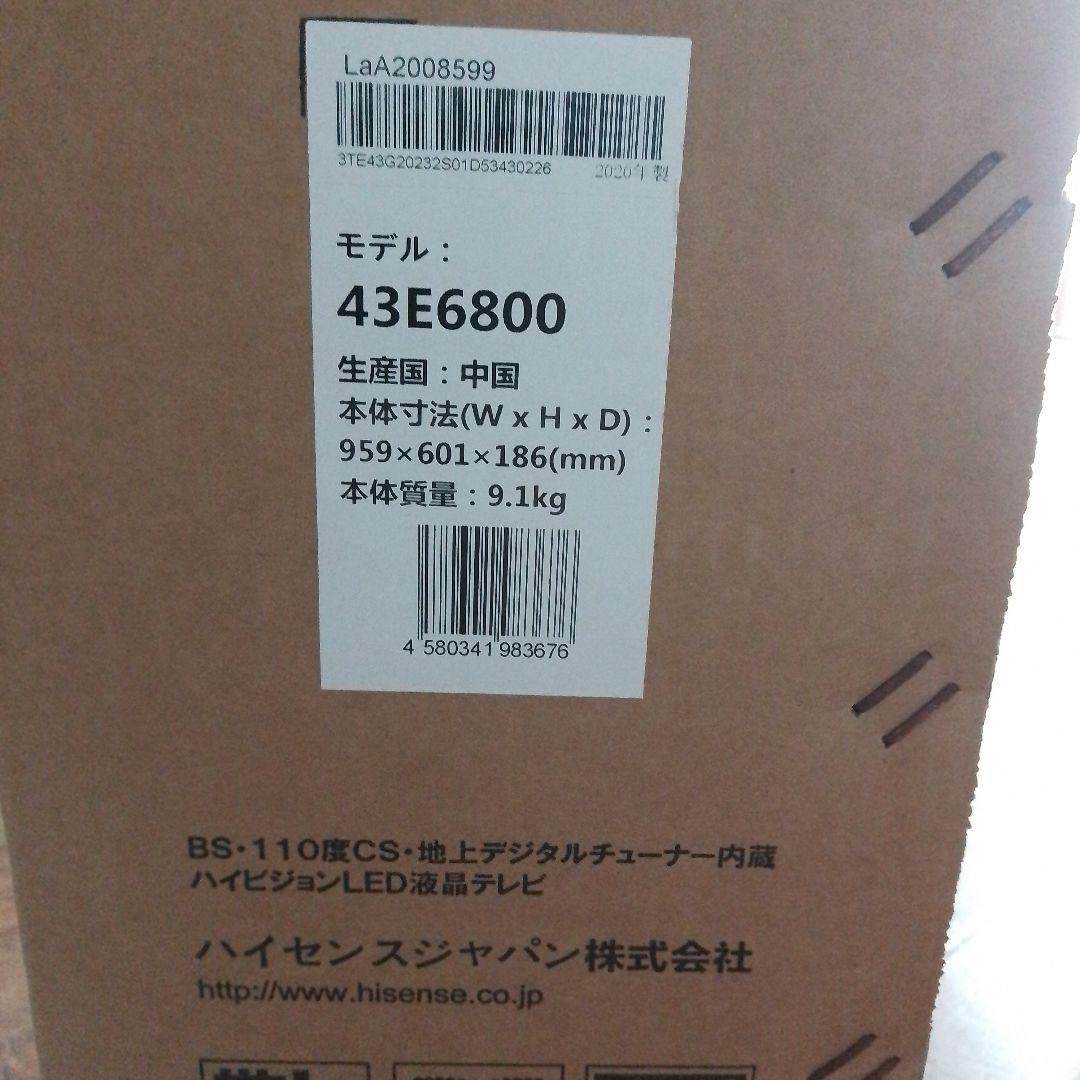 LaA2008599
3TE43G20232S01D53430226 2020年製
モデル：
43E6800
生産国：中国
本体寸法(W x H x D)：
959×601×186(mm)
本体質量：9.1kg
4 580341 983676
BS・110度CS・地上デジタルチューナー内蔵
ハイビジョンLED液晶テレビ
ハイセンスジャパン株式会社
http://www.hisense.co.jp